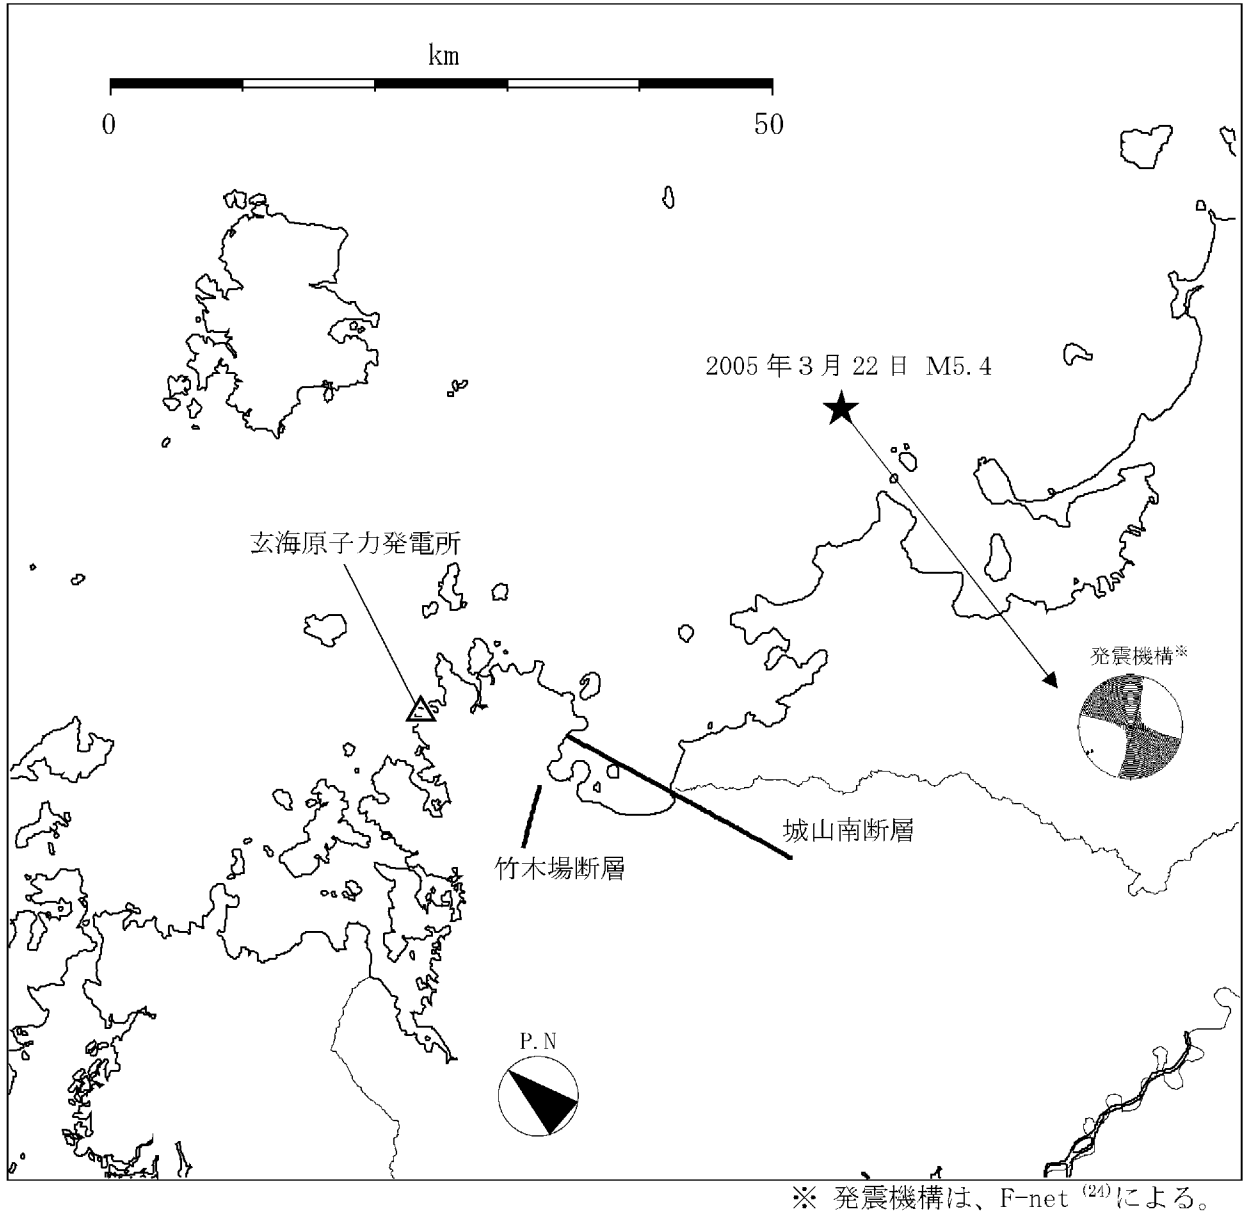 km
0
50
2005年3月22日 M5.4
玄海原子力発電所
発震機構※
城山南断層
竹木場断層
P.N
※ 発震機構は、F-net (24)による。